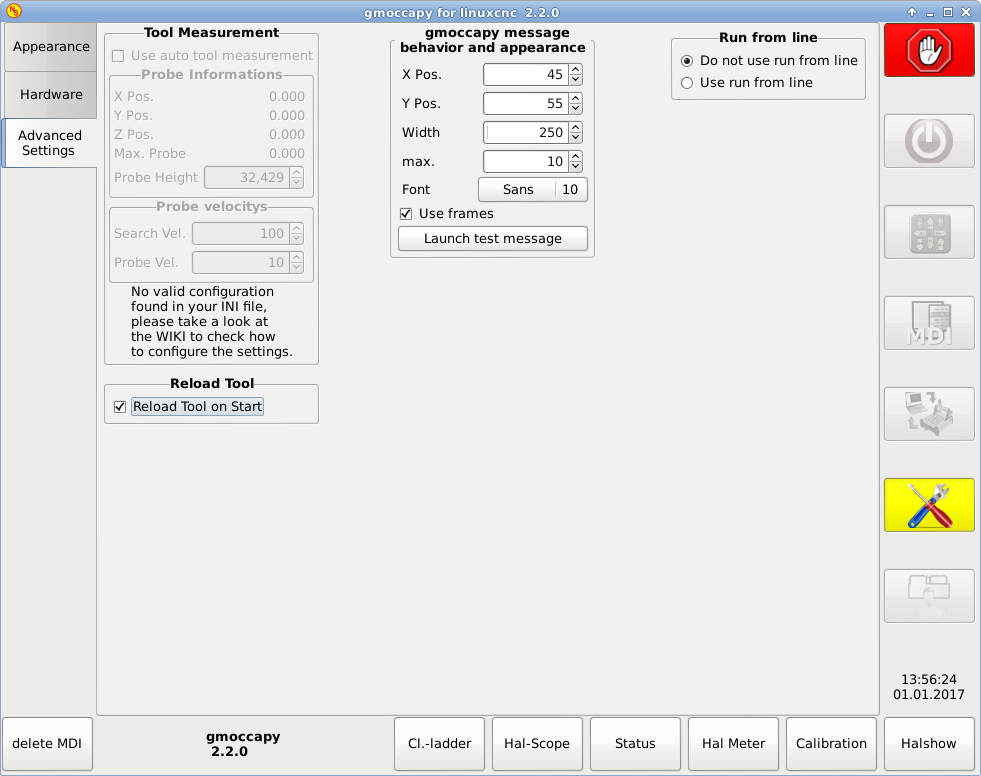 gmoccapy for linuxcnc 2.2.0
Appearance
Hardware
Advanced
Settings
Tool Measurement
Use auto tool measurement
Probe Informations
X Pos. 0.000
Y Pos. 0.000
Z Pos. 0.000
Max. Probe 0.000
Probe Height 32,429
Probe velocitys
Search Vel. 100
Probe Vel. 10
No valid configuration
found in your INI file,
please take a look at
the WIKI to check how
to configure the settings.
Reload Tool
Reload Tool on Start
gmoccapy message
behavior and appearance
X Pos. 45
Y Pos. 55
Width 250
max. 10
Font Sans 10
Use frames
Launch test message
Run from line
Do not use run from line
Use run from line
MDI
13:56:24
01.01.2017
delete MDI
gmoccapy
2.2.0
Cl.-ladder
Hal-Scope
Status
Hal Meter
Calibration
Halshow